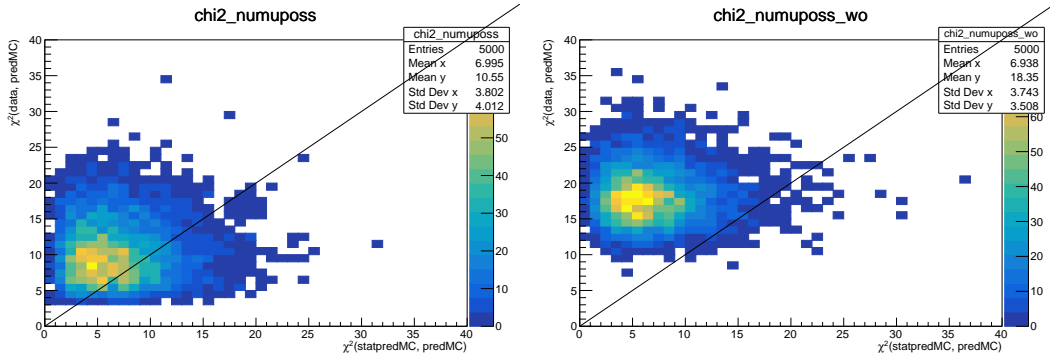 chi2_numuposs
chi2_numuposs
Entries 5000
Mean x 6.995
Mean y 10.55
Std Dev x 3.802
Std Dev y 4.012
χ²(data, predMC)
40
35
30
25
20
15
10
5
0
0 5 10 15 20 25 30 35 40
χ²(statpredMC, predMC)
50
40
30
20
10
0
chi2_numuposs_wo
chi2_numuposs_wo
Entries 5000
Mean x 6.938
Mean y 18.35
Std Dev x 3.743
Std Dev y 3.508
χ²(data, predMC)
40
35
30
25
20
15
10
5
0
0 5 10 15 20 25 30 35 40
χ²(statpredMC, predMC)
60
50
40
30
20
10
0